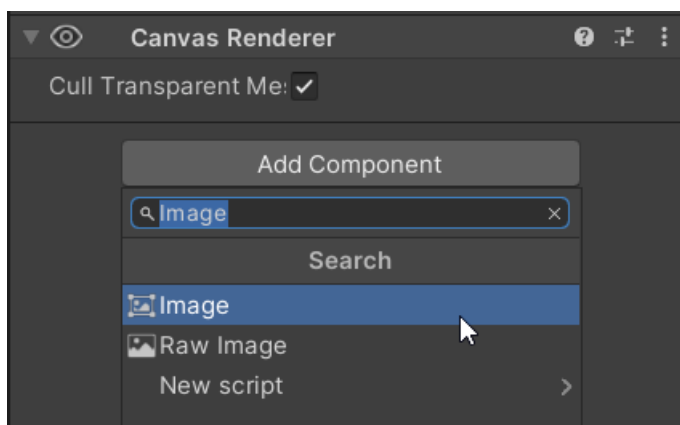 Canvas Renderer
Cull Transparent Me
Add Component
Image
Search
Image
Raw Image
New script